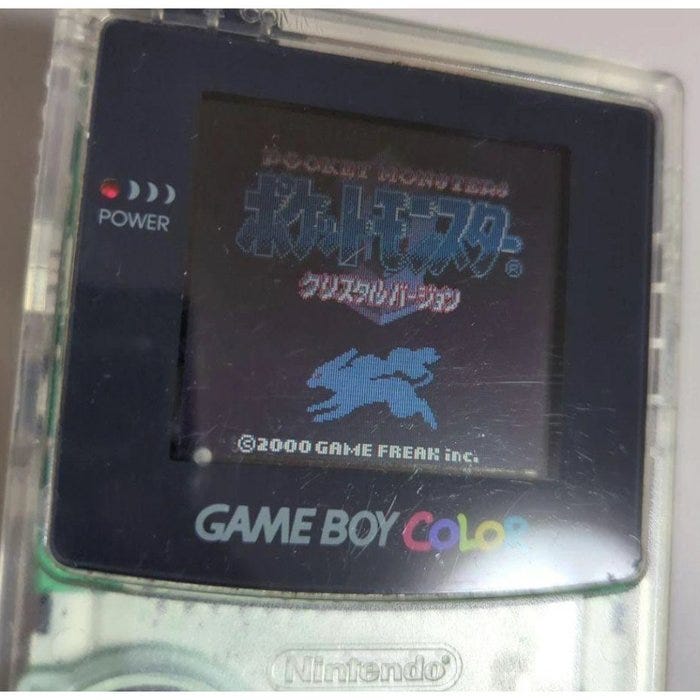 POCKET MONSTERS
ポケットモンスター®
クリスタルバージョン
POWER
©2000 GAME FREAK inc.
GAME BOY COLOR
Nintendo